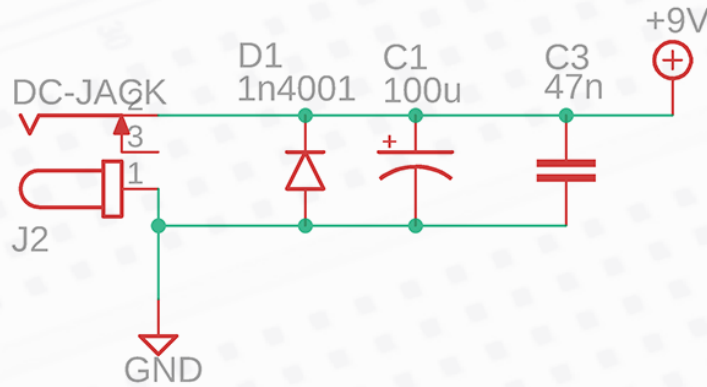 +9V
D1
1n4001
C1
100u
C3
47n
DC-JACK
2
3
1
J2
GND